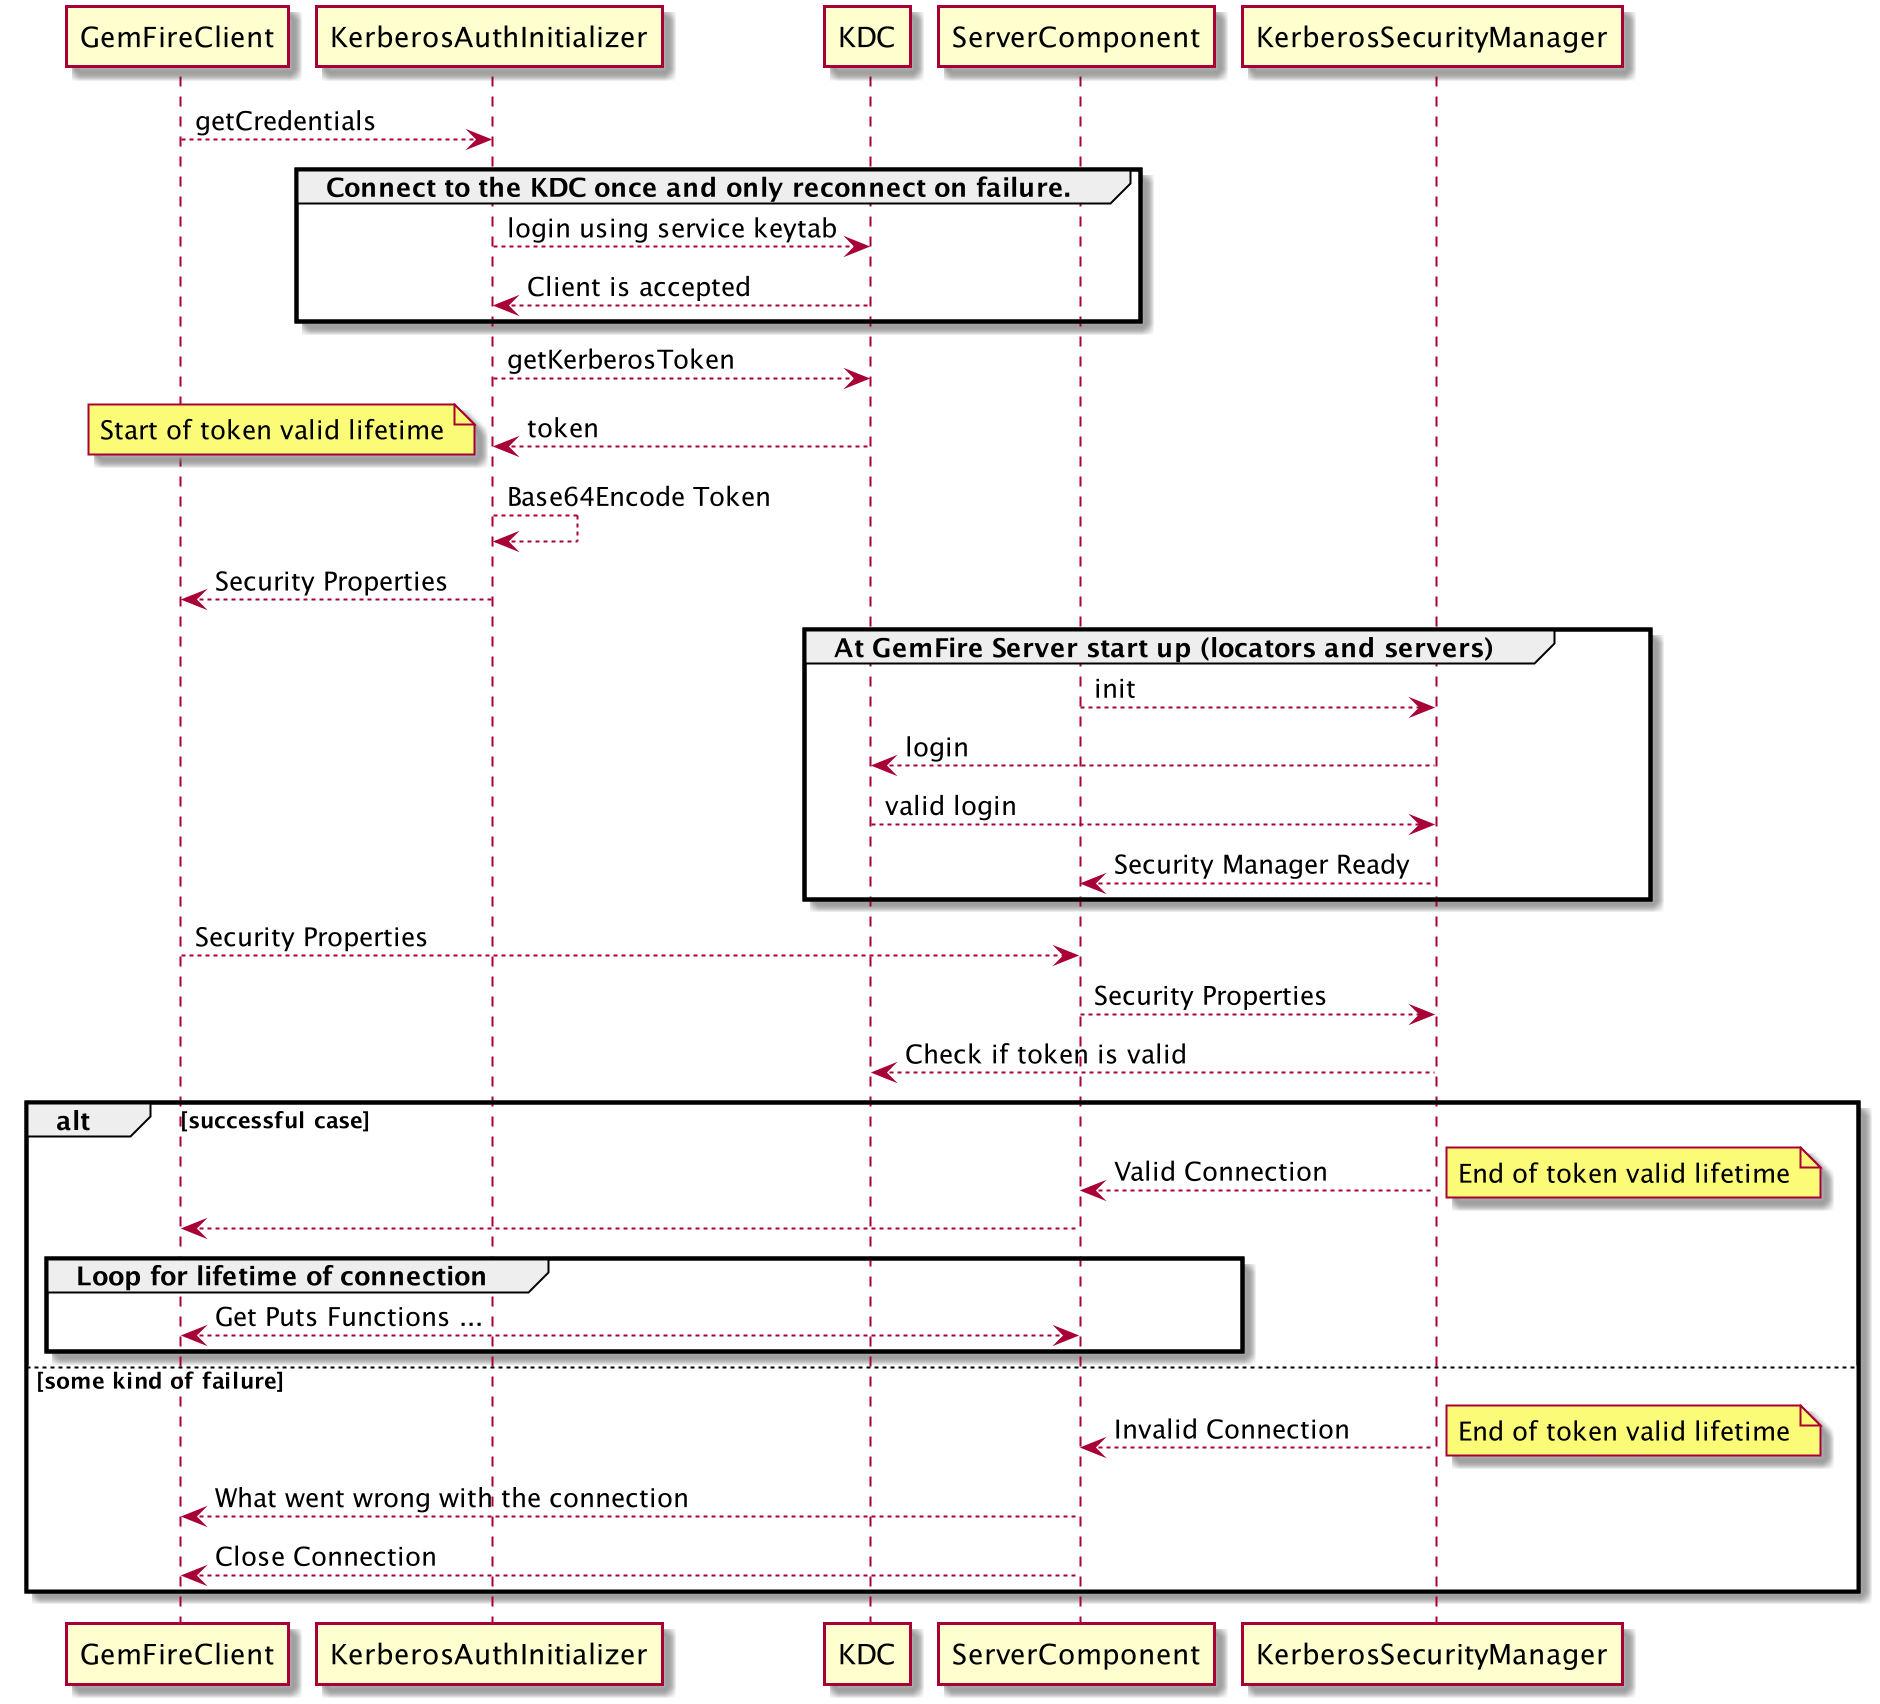 GemFireClient
KerberosAuthInitializer
KDC
ServerComponent
KerberosSecurityManager
getCredentials
Connect to the KDC once and only reconnect on failure.
login using service keytab
Client is accepted
getKerberosToken
Start of token valid lifetime
token
Base64Encode Token
Security Properties
At GemFire Server start up (locators and servers)
init
login
valid login
Security Manager Ready
Security Properties
Security Properties
Check if token is valid
alt
[successful case]
Valid Connection
End of token valid lifetime
Loop for lifetime of connection
Get Puts Functions ...
[some kind of failure]
Invalid Connection
End of token valid lifetime
What went wrong with the connection
Close Connection
GemFireClient
KerberosAuthInitializer
KDC
ServerComponent
KerberosSecurityManager